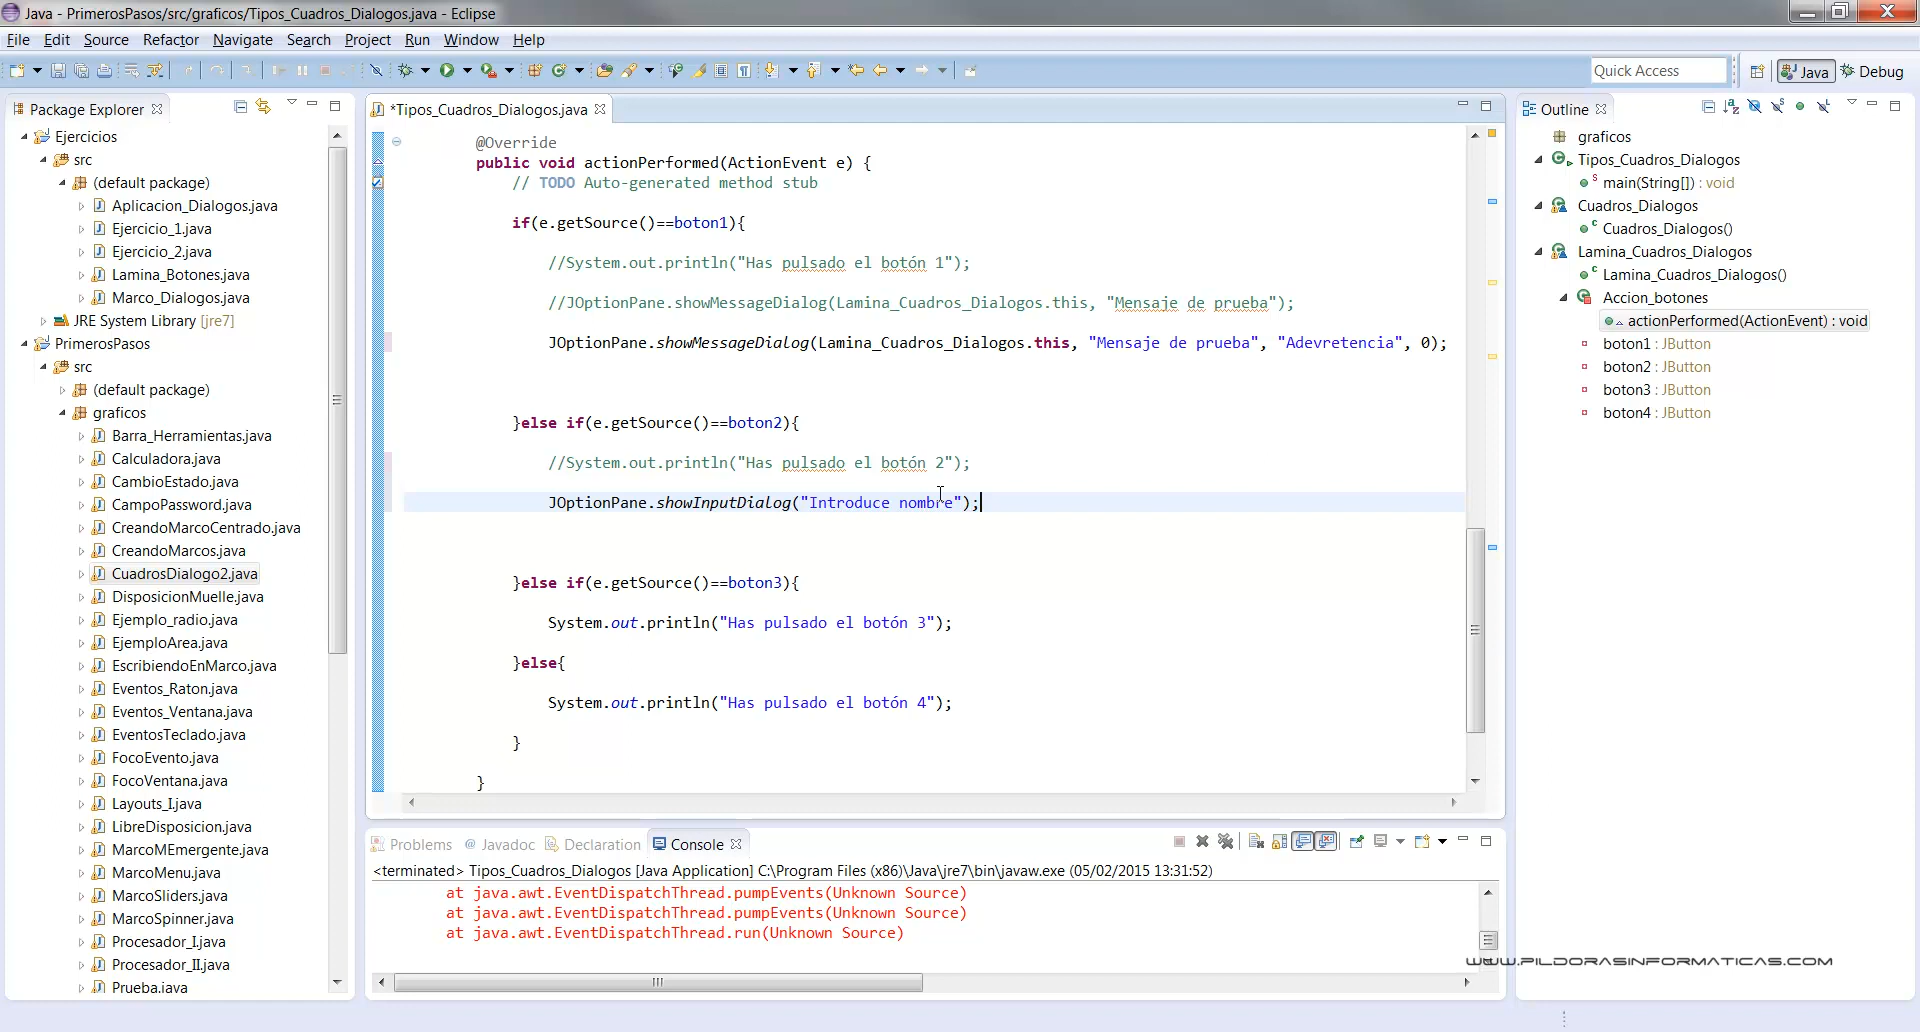 Java - PrimerosPasos/src/graficos/Tipos_Cuadros_Dialogos.java - Eclipse
File Edit Source Refactor Navigate Search Project Run Window Help
Quick Access
Java
Debug
Package Explorer
Ejercicios
src
(default package)
Aplicacion_Dialogos.java
Ejercicio_1.java
Ejercicio_2.java
Lamina_Botones.java
Marco_Dialogos.java
JRE System Library [jre7]
PrimerosPasos
src
(default package)
graficos
Barra_Herramientas.java
Calculadora.java
CambioEstado.java
CampoPassword.java
CreandoMarcoCentrado.java
CreandoMarcos.java
CuadrosDialogo2.java
DisposicionMuelle.java
Ejemplo_radio.java
EjemploArea.java
EscribiendoEnMarco.java
Eventos_Raton.java
Eventos_Ventana.java
EventosTeclado.java
FocoEvento.java
FocoVentana.java
Layouts_I.java
LibreDisposicion.java
MarcoMEmergente.java
MarcoMenu.java
MarcoSliders.java
MarcoSpinner.java
Procesador_I.java
Procesador_II.java
Prueba.java
*Tipos_Cuadros_Dialogos.java
@Override
public void actionPerformed(ActionEvent e) {
// TODO Auto-generated method stub
if(e.getSource()==boton1){
//System.out.println("Has pulsado el botón 1");
//JOptionPane.showMessageDialog(Lamina_Cuadros_Dialogos.this, "Mensaje de prueba");
JOptionPane.showMessageDialog(Lamina_Cuadros_Dialogos.this, "Mensaje de prueba", "Adevretencia", 0);
}else if(e.getSource()==boton2){
//System.out.println("Has pulsado el botón 2");
JOptionPane.showInputDialog("Introduce nombre");
}else if(e.getSource()==boton3){
System.out.println("Has pulsado el botón 3");
}else{
System.out.println("Has pulsado el botón 4");
}
}
Problems @ Javadoc Declaration Console
<terminated> Tipos_Cuadros_Dialogos [Java Application] C:\Program Files (x86)\Java\jre7\bin\javaw.exe (05/02/2015 13:31:52)
at java.awt.EventDispatchThread.pumpEvents(Unknown Source)
at java.awt.EventDispatchThread.pumpEvents(Unknown Source)
at java.awt.EventDispatchThread.run(Unknown Source)
Outline
graficos
Tipos_Cuadros_Dialogos
main(String[]) : void
Cuadros_Dialogos
Cuadros_Dialogos()
Lamina_Cuadros_Dialogos
Lamina_Cuadros_Dialogos()
Accion_botones
actionPerformed(ActionEvent) : void
boton1 : JButton
boton2 : JButton
boton3 : JButton
boton4 : JButton
WWW.PILDORASINFORMATICAS.COM